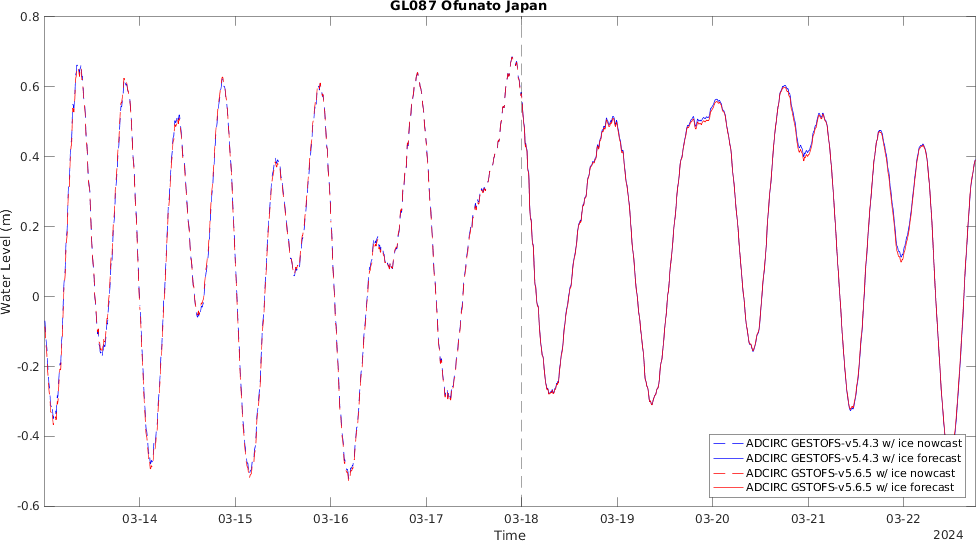 GL087 Ofunato Japan
0.8
0.6
0.4
0.2
0
-0.2
-0.4
-0.6
Water Level (m)
03-14 03-15 03-16 03-17 03-18 03-19 03-20 03-21 03-22
Time
2024
ADCIRC GESTOFS-v5.4.3 w/ ice nowcast
ADCIRC GESTOFS-v5.4.3 w/ ice forecast
ADCIRC GSTOFS-v5.6.5 w/ ice nowcast
ADCIRC GSTOFS-v5.6.5 w/ ice forecast